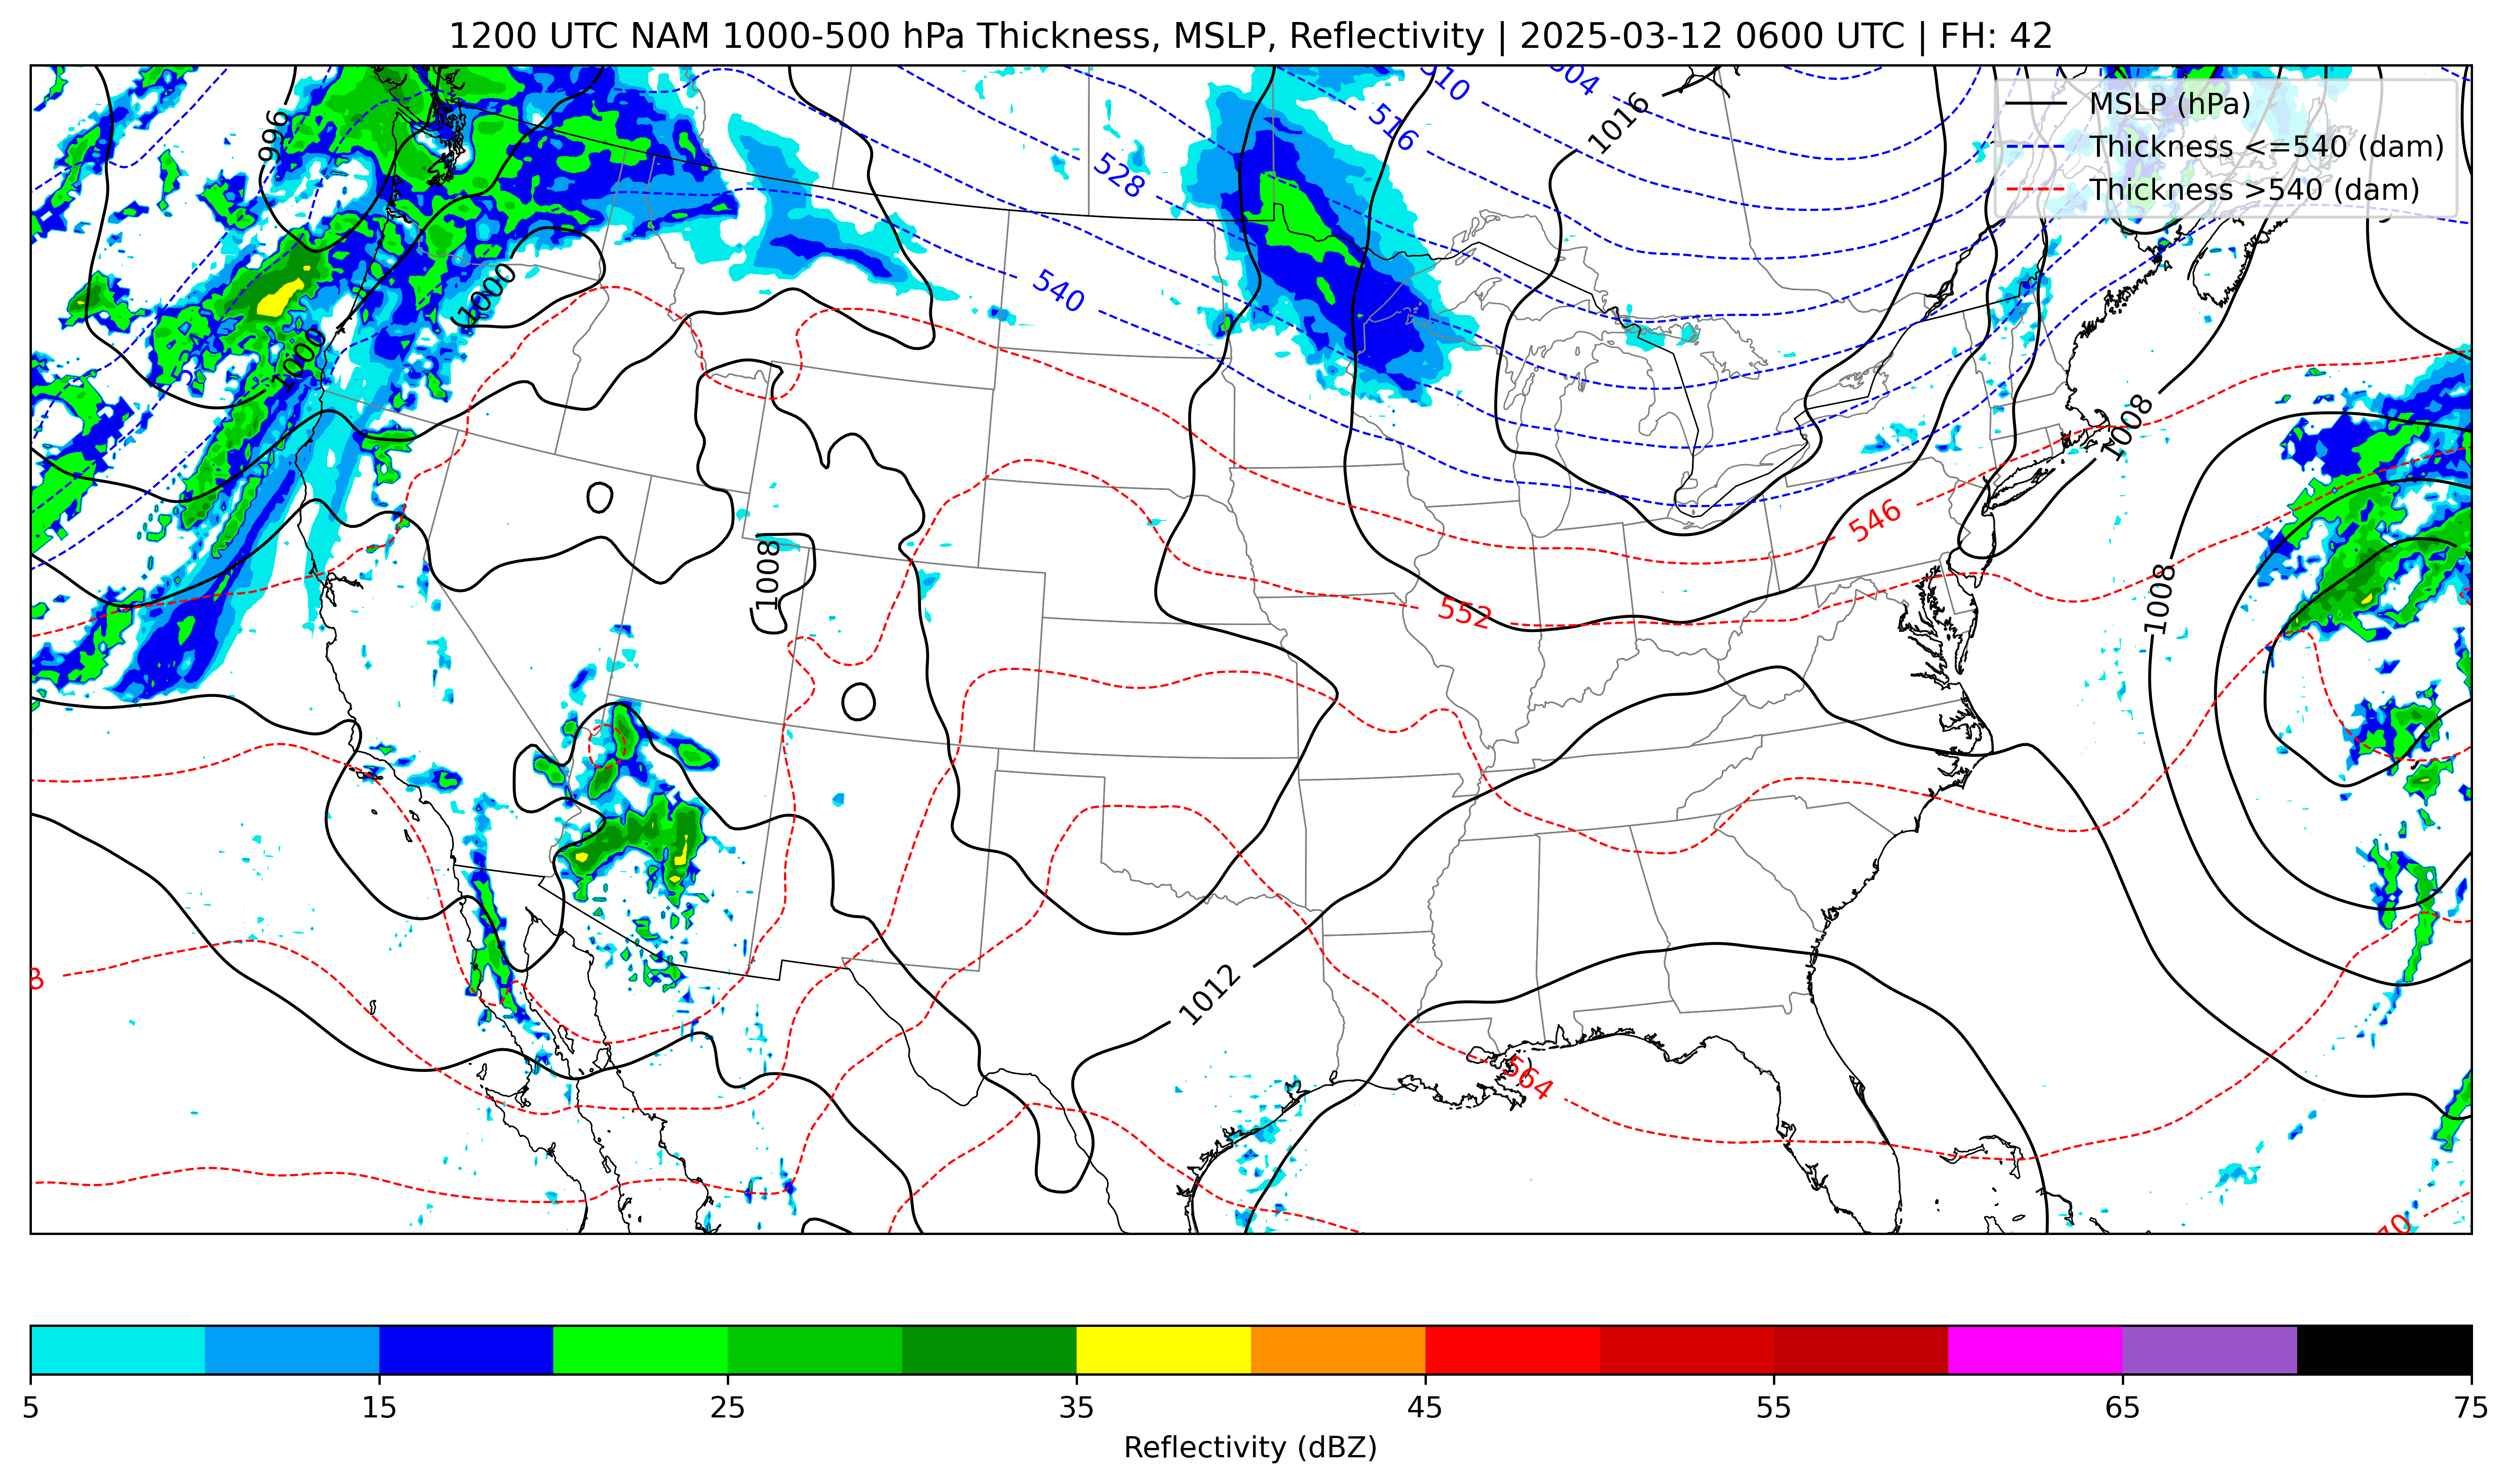 1200 UTC NAM 1000-500 hPa Thickness, MSLP, Reflectivity | 2025-03-12 0600 UTC | FH: 42
MSLP (hPa)
Thickness <=540 (dam)
Thickness >540 (dam)
510
504
516
1016
996
528
1000
540
1000
1008
546
1008
1008
552
1012
564
5 15 25 35 45 55 65 75
Reflectivity (dBZ)